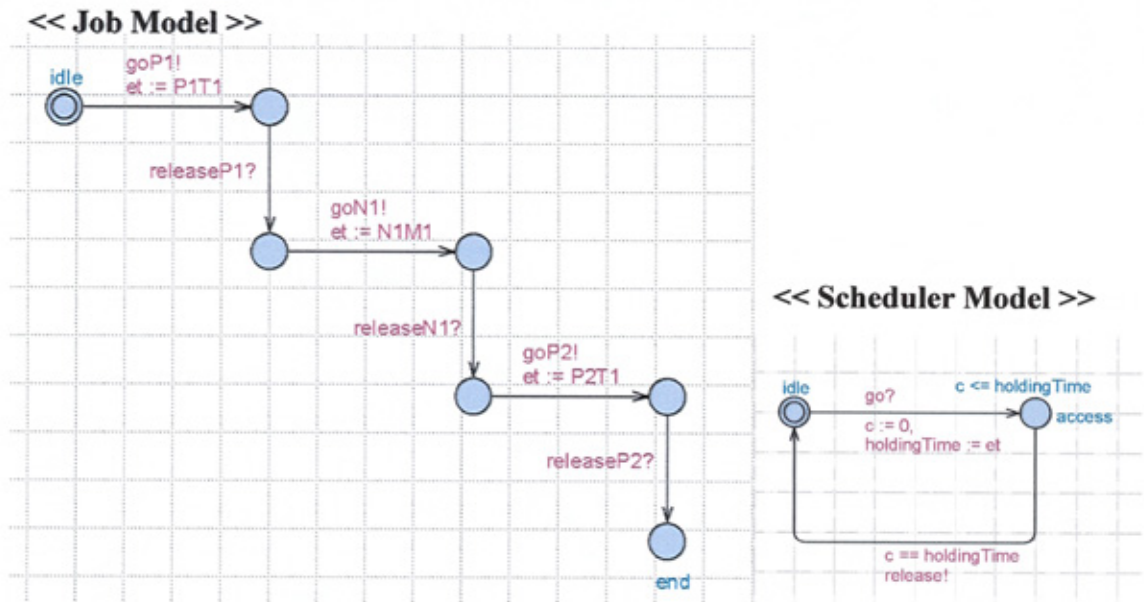 << Job Model >>
idle
goP1!
et := P1T1
releaseP1?
goN1!
et := N1M1
releaseN1?
goP2!
et := P2T1
releaseP2?
end
<< Scheduler Model >>
idle
go?
c := 0,
holdingTime := et
c <= holdingTime
access
c == holdingTime
release!